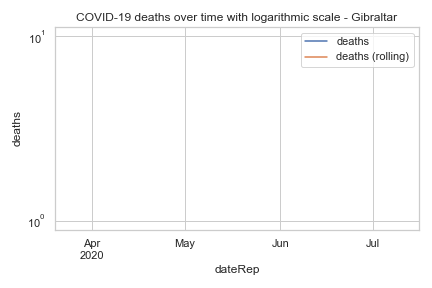 COVID-19 deaths over time with logarithmic scale - Gibraltar
10¹
deaths
deaths (rolling)
deaths
10⁰
Apr May Jun Jul
2020
dateRep